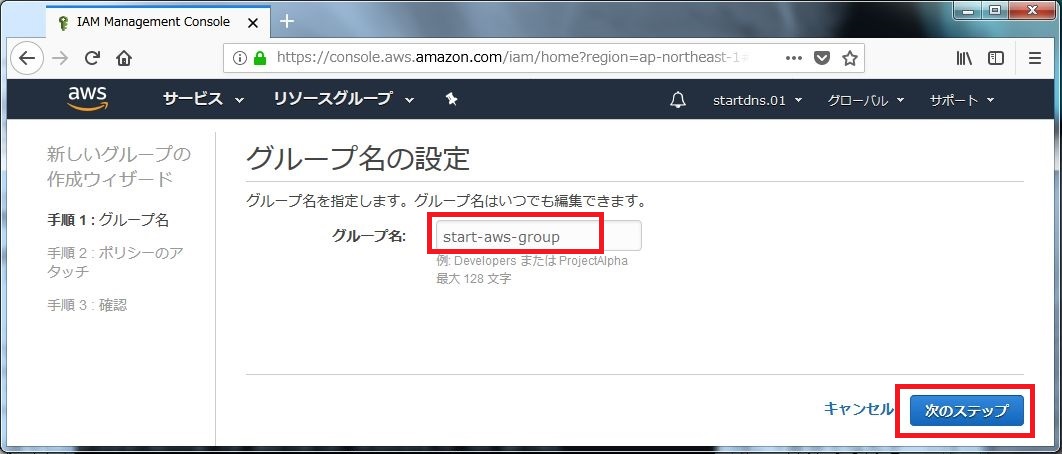 IAM Management Console
https://console.aws.amazon.com/iam/home?region=ap-northeast-1
aws サービス リソースグループ startdns.01 グローバル サポート
新しいグループの
作成ウィザード
手順 1 : グループ名
手順 2 : ポリシーのア
タッチ
手順 3 : 確認
グループ名の設定
グループ名を指定します。グループ名はいつでも編集できます。
グループ名: start-aws-group
例: Developers または ProjectAlpha
最大 128 文字
キャンセル 次のステップ